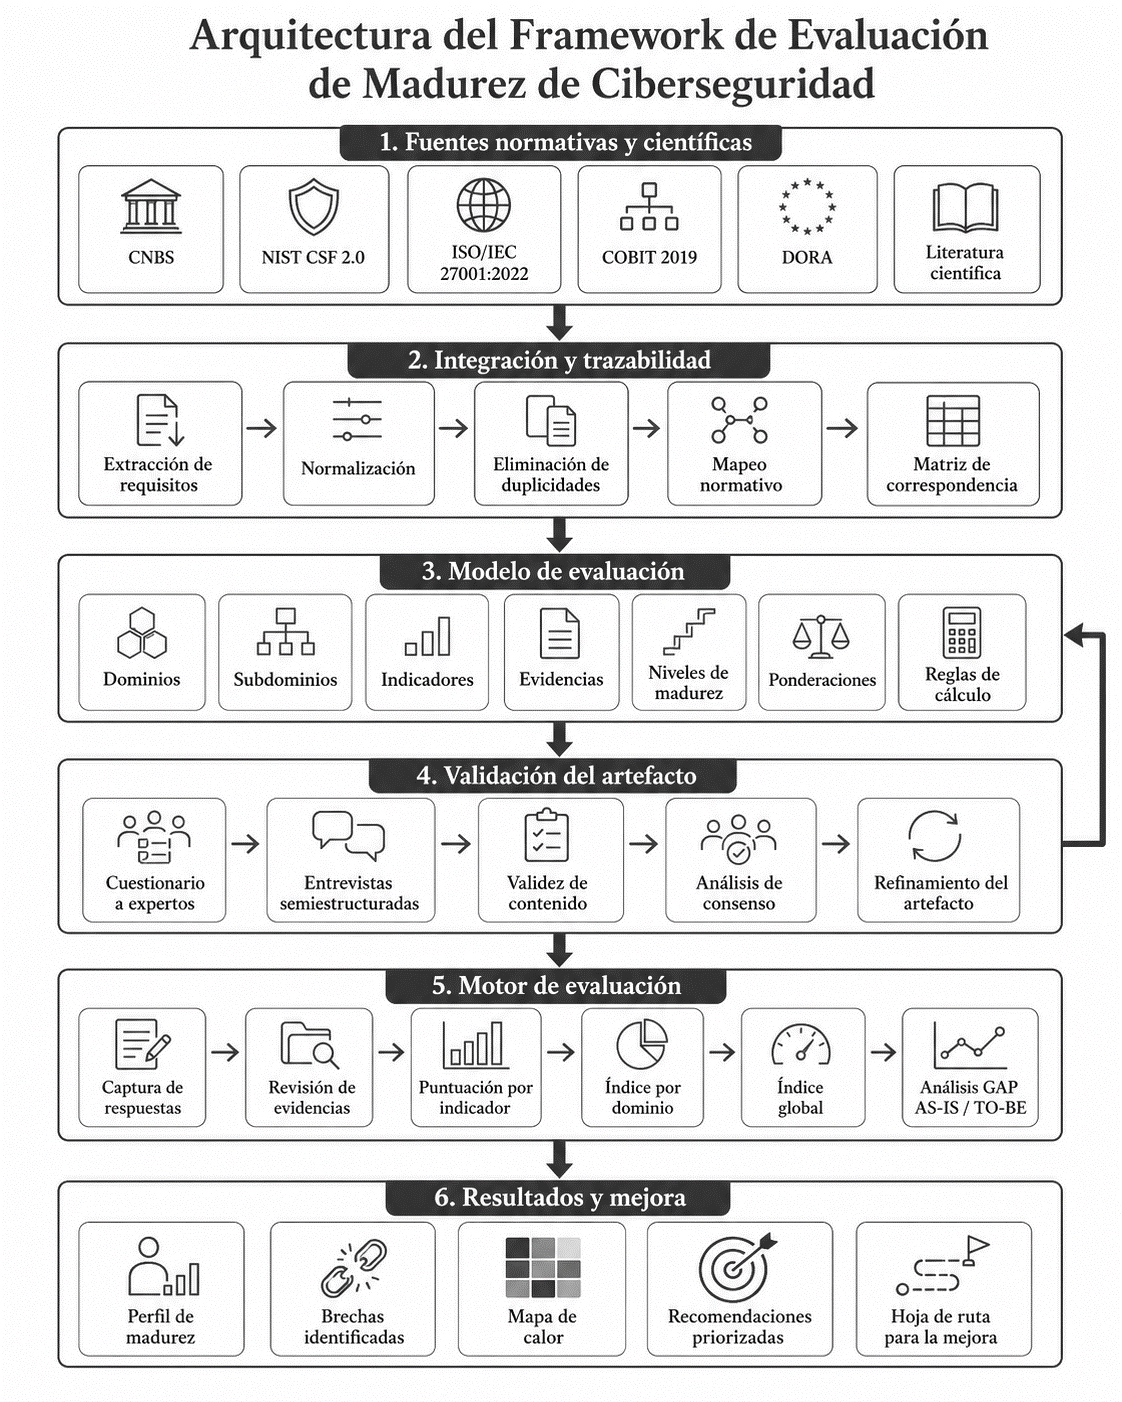 Arquitectura del Framework de Evaluación
de Madurez de Ciberseguridad
1. Fuentes normativas y científicas
CNBS
NIST CSF 2.0
ISO/IEC
27001:2022
COBIT 2019
DORA
Literatura
científica
2. Integración y trazabilidad
Extracción de
requisitos
Normalización
Eliminación de
duplicidades
Mapeo
normativo
Matriz de
correspondencia
3. Modelo de evaluación
Dominios
Subdominios
Indicadores
Evidencias
Niveles de
madurez
Ponderaciones
Reglas de
cálculo
4. Validación del artefacto
Cuestionario
a expertos
Entrevistas
semiestructuradas
Validez de
contenido
Análisis de
consenso
Refinamiento del
artefacto
5. Motor de evaluación
Captura de
respuestas
Revisión de
evidencias
Puntuación por
indicador
Índice por
dominio
Índice
global
Análisis GAP
AS-IS / TO-BE
6. Resultados y mejora
Perfil de
madurez
Brechas
identificadas
Mapa de
calor
Recomendaciones
priorizadas
Hoja de ruta
para la mejora